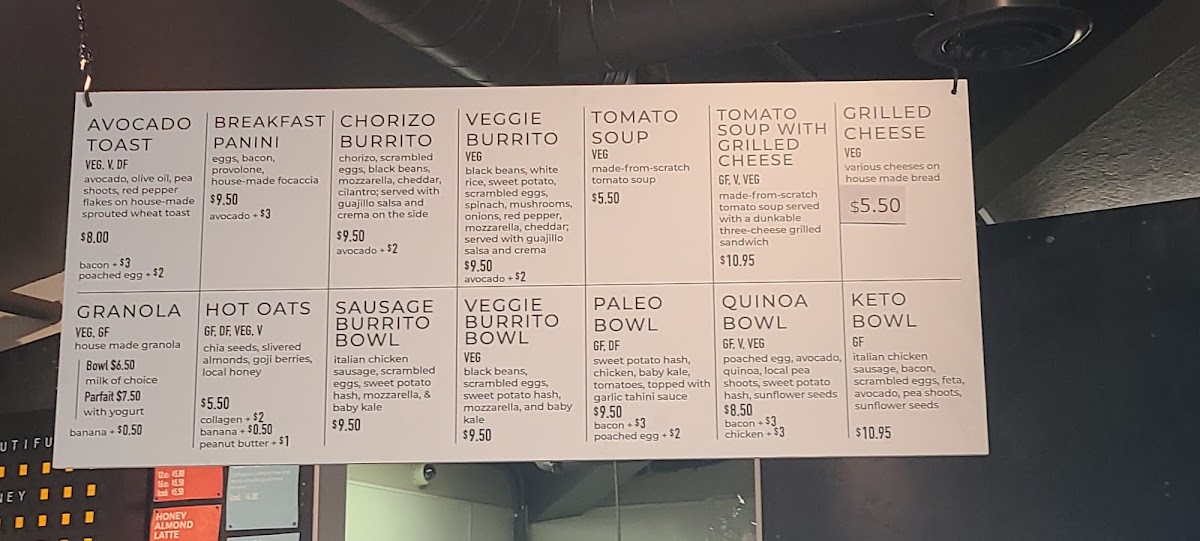 AVOCADO
TOAST
VEG, V, DF
avocado, olive oil, pea
shoots, red pepper
flakes on house-made
sprouted wheat toast
$8.00
bacon + $3
poached egg + $2
BREAKFAST
PANINI
eggs, bacon,
provolone,
house-made focaccia
$9.50
avocado + $3
CHORIZO
BURRITO
chorizo, scrambled
eggs, black beans,
mozzarella, cheddar,
cilantro; served with
guajillo salsa and
crema on the side
$9.50
avocado + $2
VEGGIE
BURRITO
VEG
black beans, white
rice, sweet potato,
scrambled eggs,
spinach, mushrooms,
onions, red pepper,
mozzarella, cheddar;
served with guajillo
salsa and crema
$9.50
avocado + $2
TOMATO
SOUP
VEG
made-from-scratch
tomato soup
$5.50
TOMATO
SOUP WITH
GRILLED
CHEESE
GF, V, VEG
made-from-scratch
tomato soup served
with a dunkable
three-cheese grilled
sandwich
$10.95
GRILLED
CHEESE
VEG
various cheeses on
house made bread
$5.50
GRANOLA
VEG, GF
house made granola
Bowl $6.50
milk of choice
Parfait $7.50
with yogurt
banana + $0.50
HOT OATS
GF, DF, VEG, V
chia seeds, slivered
almonds, goji berries,
local honey
$5.50
collagen + $2
banana + $0.50
peanut butter + $1
SAUSAGE
BURRITO
BOWL
italian chicken
sausage, scrambled
eggs, sweet potato
hash, mozzarella, &
baby kale
$9.50
VEGGIE
BURRITO
BOWL
VEG
black beans,
scrambled eggs,
sweet potato hash,
mozzarella, and baby
kale
$9.50
PALEO
BOWL
GF, DF
sweet potato hash,
chicken, baby kale,
tomatoes, topped with
garlic tahini sauce
$9.50
bacon + $3
poached egg + $2
QUINOA
BOWL
GF, V, VEG
poached egg, avocado,
quinoa, local pea
shoots, sweet potato
hash, sunflower seeds
$8.50
bacon + $3
chicken + $3
KETO
BOWL
GF
italian chicken
sausage, bacon,
scrambled eggs, feta,
avocado, pea shoots,
sunflower seeds
$10.95
UTIFU
NEY
HONEY
ALMOND
LATTE